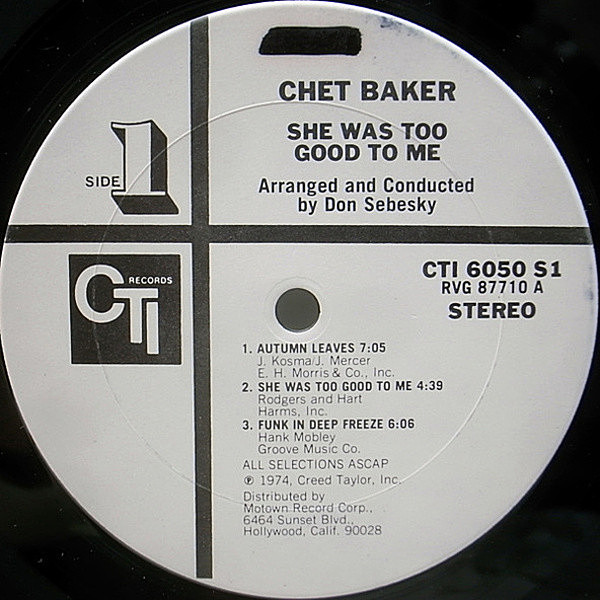 CHET BAKER
SHE WAS TOO
GOOD TO ME
Arranged and Conducted
by Don Sebesky
SIDE 1
CTI RECORDS
CTI 6050 S1
RVG 87710 A
STEREO
1. AUTUMN LEAVES 7:05
J. Kosma/J. Mercer
E. H. Morris & Co., Inc.
2. SHE WAS TOO GOOD TO ME 4:39
Rodgers and Hart
Harms, Inc.
3. FUNK IN DEEP FREEZE 6:06
Hank Mobley
Groove Music Co.
ALL SELECTIONS ASCAP
℗ 1974, Creed Taylor, Inc.
Distributed by
Motown Record Corp.,
6464 Sunset Blvd.,
Hollywood, Calif. 90028